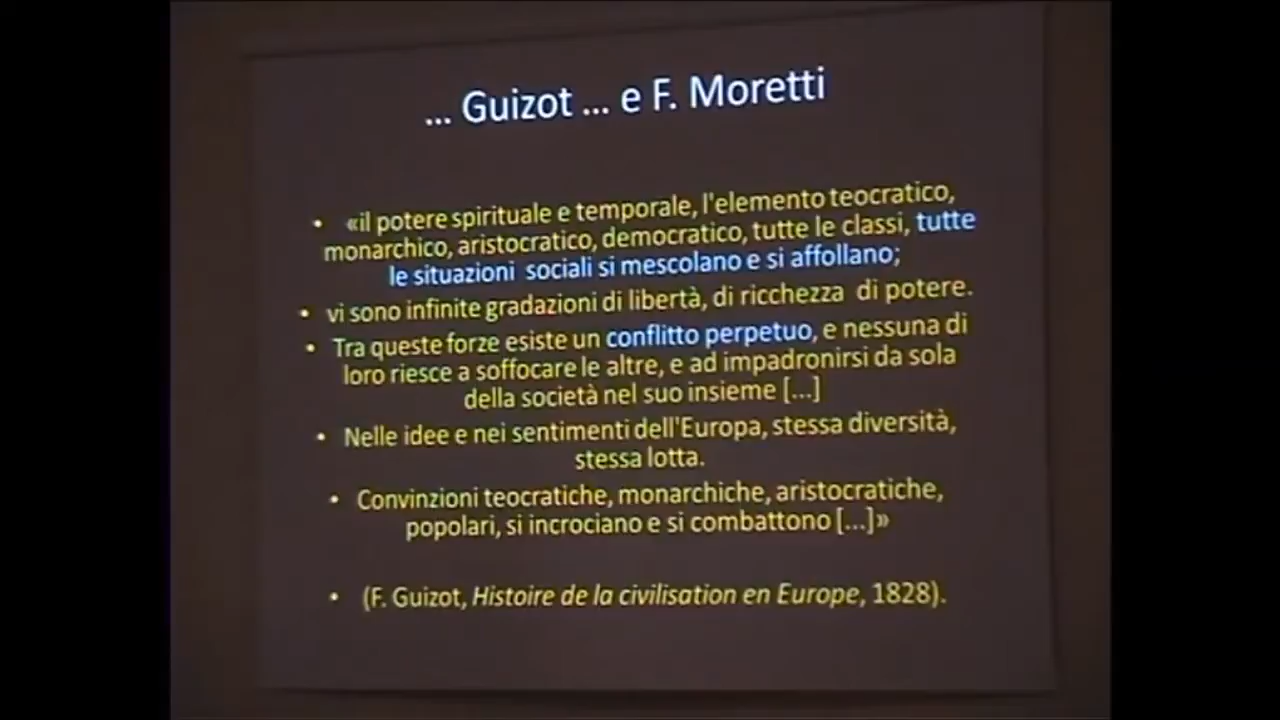 ... Guizot ... e F. Moretti
• «il potere spirituale e temporale, l'elemento teocratico,
monarchico, aristocratico, democratico, tutte le classi, tutte
le situazioni sociali si mescolano e si affollano;
• vi sono infinite gradazioni di libertà, di ricchezza di potere.
• Tra queste forze esiste un conflitto perpetuo, e nessuna di
loro riesce a soffocare le altre, e ad impadronirsi da sola
della società nel suo insieme [...]
• Nelle idee e nei sentimenti dell'Europa, stessa diversità,
stessa lotta.
• Convinzioni teocratiche, monarchiche, aristocratiche,
popolari, si incrociano e si combattono [...]»
• (F. Guizot, Histoire de la civilisation en Europe, 1828).